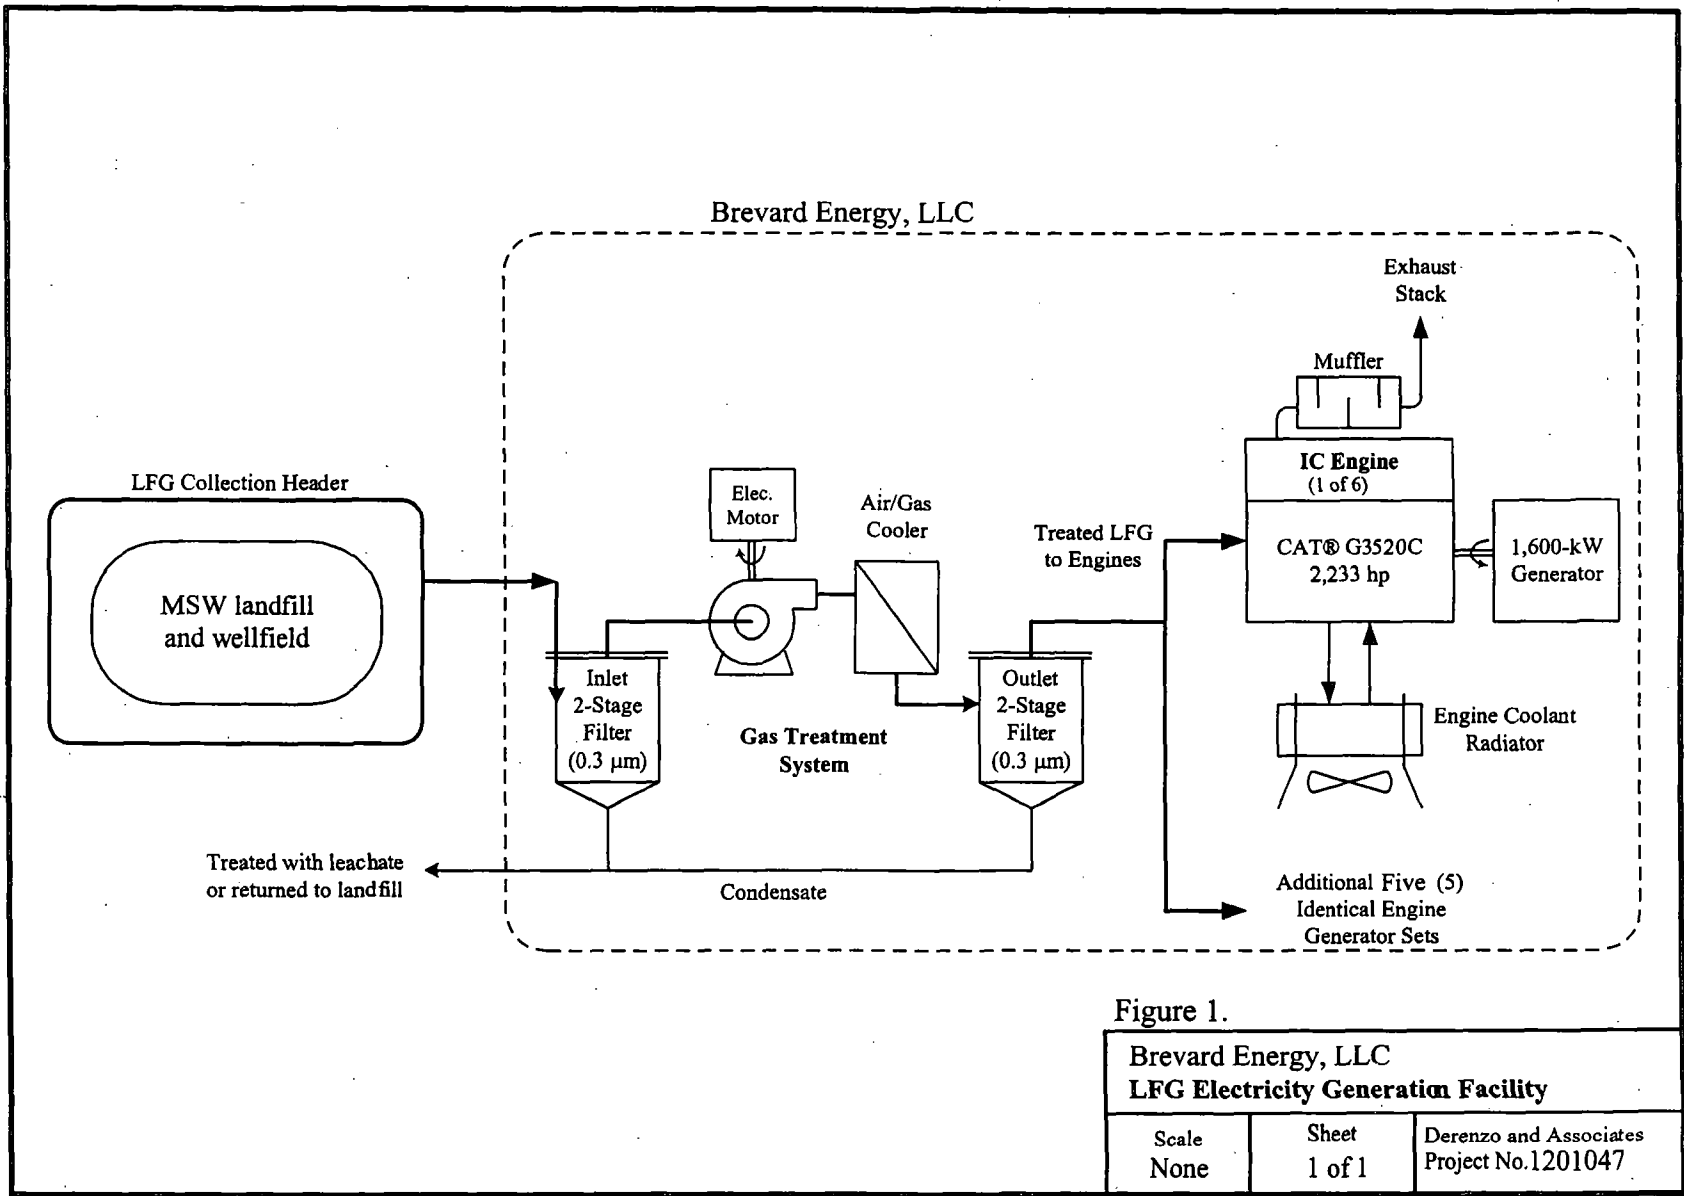 Brevard Energy, LLC
Exhaust
Stack
Muffler
LFG Collection Header
MSW landfill
and wellfield
Elec.
Motor
Air/Gas
Cooler
Treated LFG
to Engines
IC Engine
(1 of 6)
CAT® G3520C
2,233 hp
1,600-kW
Generator
Inlet
2-Stage
Filter
(0.3 μm)
Gas Treatment
System
Outlet
2-Stage
Filter
(0.3 μm)
Engine Coolant
Radiator
Treated with leachate
or returned to landfill
Condensate
Additional Five (5)
Identical Engine
Generator Sets
Figure 1.
Brevard Energy, LLC
LFG Electricity Generation Facility
Scale
None
Sheet
1 of 1
Derenzo and Associates
Project No.1201047